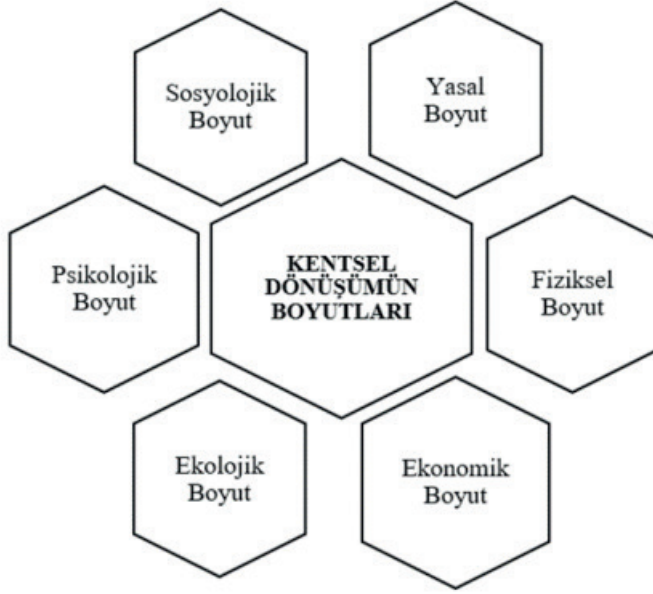 Sosyolojik
Boyut
Yasal
Boyut
Psikolojik
Boyut
KENTSEL
DÖNÜŞÜMÜN
BOYUTLARI
Fiziksel
Boyut
Ekolojik
Boyut
Ekonomik
Boyut